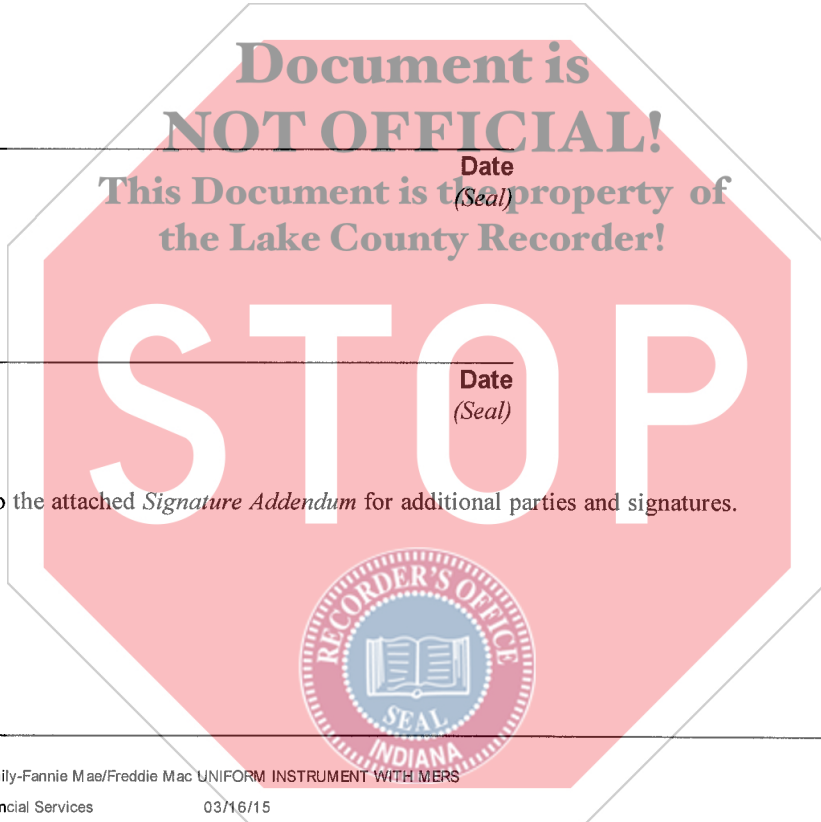 Document is
NOT OFFICIAL!
Date
This Document is the property of
(Seal)
the Lake County Recorder!
STOP
Date
(Seal)
the attached Signature Addendum for additional parties and signatures.
RECORDER'S OFFICE
SEAL
INDIANA
ily-Fannie Mae/Freddie Mac UNIFORM INSTRUMENT WITH MERS
ncial Services 03/16/15